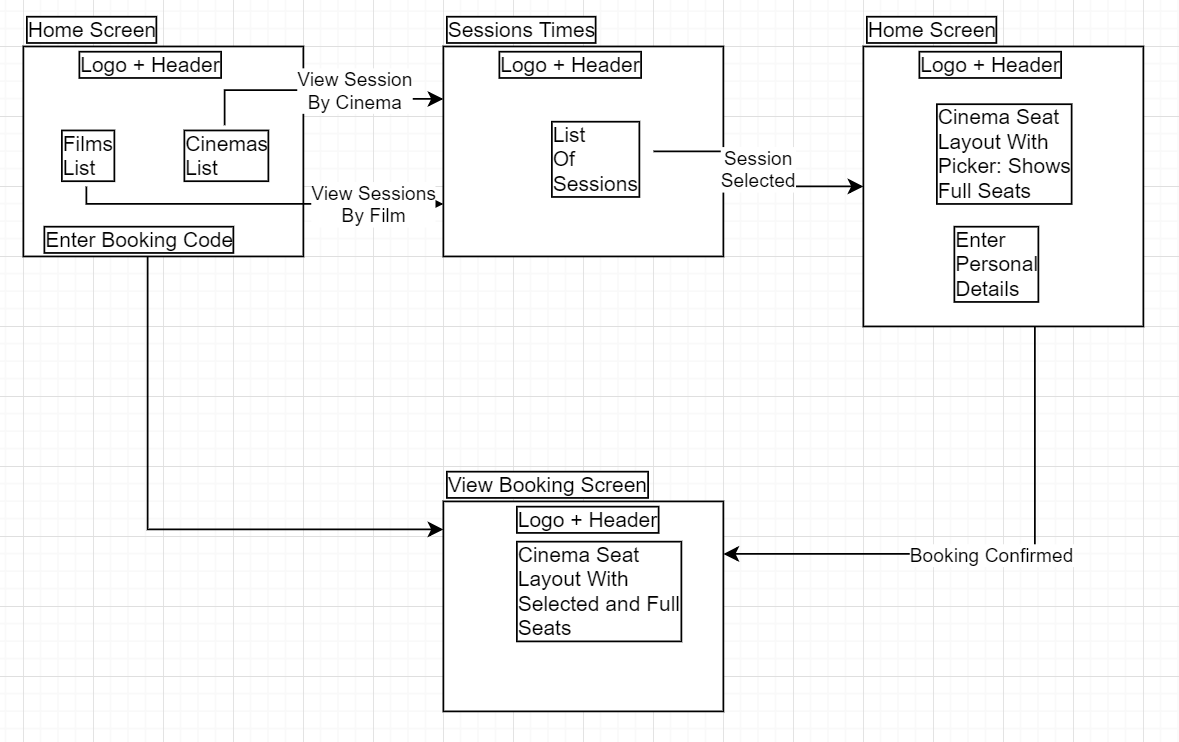 Home Screen
Logo + Header
Films
List
Cinemas
List
Enter Booking Code
View Session
By Cinema
View Sessions
By Film
Sessions Times
Logo + Header
List
Of
Sessions
Session
Selected
Home Screen
Logo + Header
Cinema Seat
Layout With
Picker: Shows
Full Seats
Enter
Personal
Details
Booking Confirmed
View Booking Screen
Logo + Header
Cinema Seat
Layout With
Selected and Full
Seats